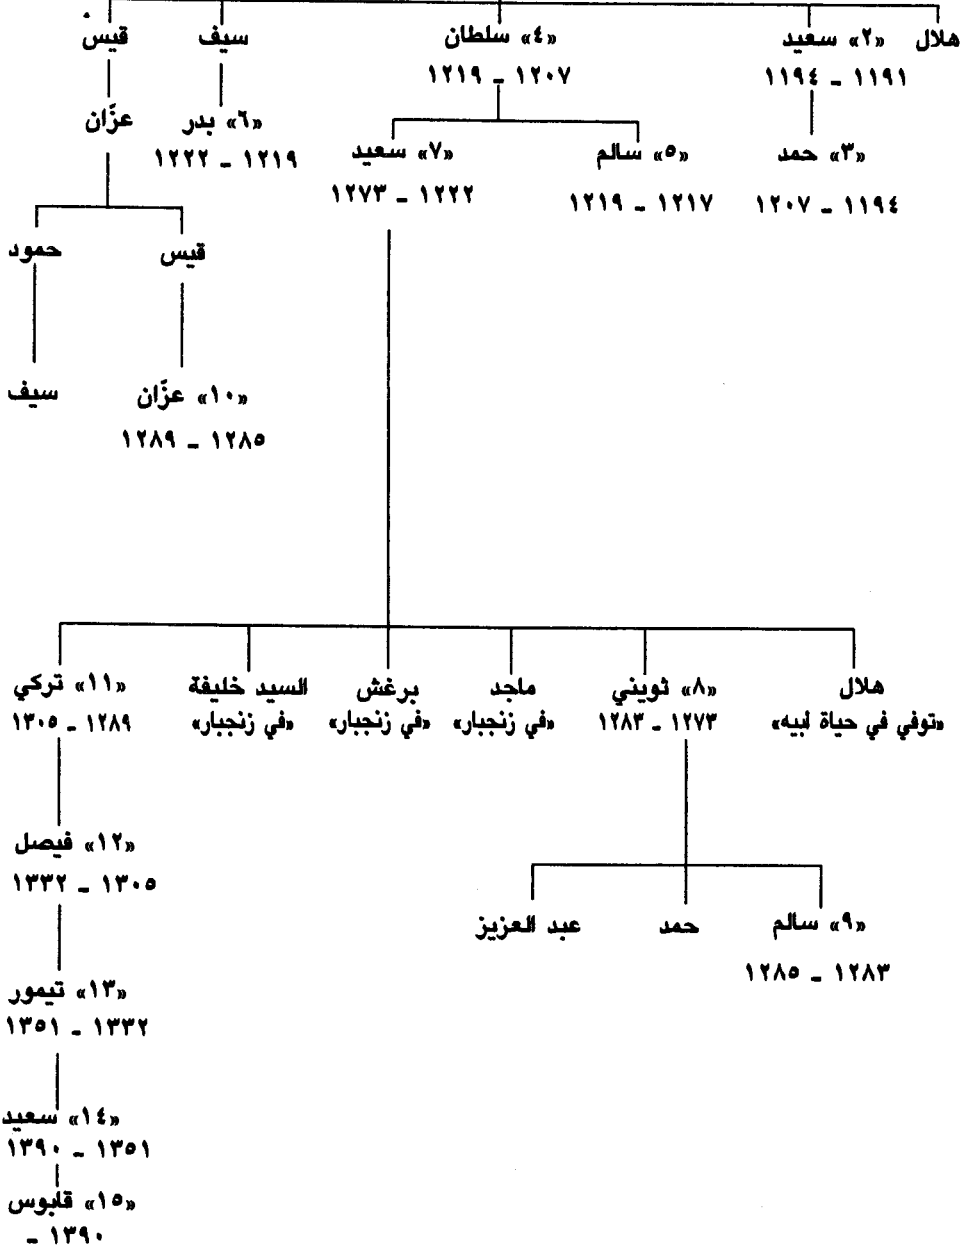 هلال «٢» سعيد «٤» سلطان سيف قيس
١١٩١ - ١١٩٤ ١٢٠٧ - ١٢١٩
«٦» بدر عزّان
«٣» حمد «٥» سالم «٧» سعيد ١٢١٩ - ١٢٢٢
١١٩٤ - ١٢٠٧ ١٢١٧ - ١٢١٩ ١٢٢٢ - ١٢٧٣
قيس حمود
«١٠» عزّان سيف
١٢٨٥ - ١٢٨٩
هلال «٨» ثويني ماجد برغش السيد خليفة «١١» تركي
«توفي في حياة أبيه» ١٢٧٣ - ١٢٨٣ «في زنجبار» «في زنجبار» «في زنجبار» ١٢٨٩ - ١٣٠٥
«١٢» فيصل
١٣٠٥ - ١٣٣٢
«٩» سالم حمد عبد العزيز
١٢٨٣ - ١٢٨٥
«١٣» تيمور
١٣٣٢ - ١٣٥١
«١٤» سعيد
١٣٥١ - ١٣٩٠
«١٥» قابوس
١٣٩٠ -